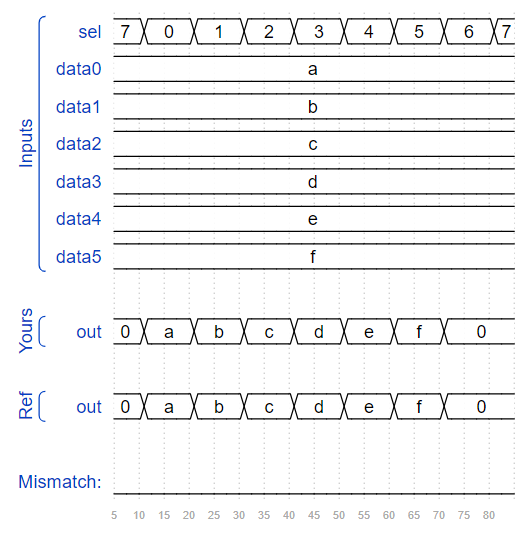 Inputs
sel 7 0 1 2 3 4 5 6 7
data0 a
data1 b
data2 c
data3 d
data4 e
data5 f
Yours
out 0 a b c d e f 0
Ref
out 0 a b c d e f 0
Mismatch:
5 10 15 20 25 30 35 40 45 50 55 60 65 70 75 80